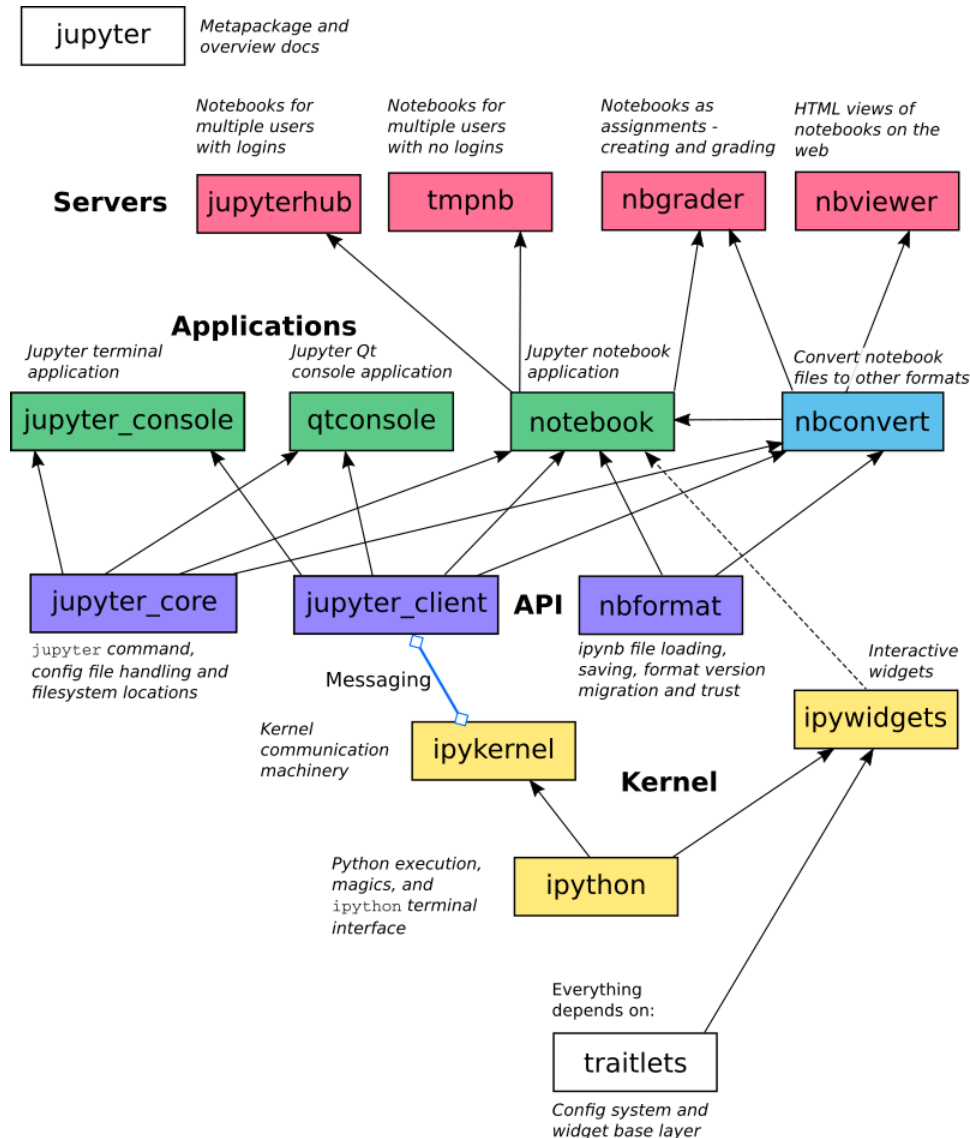 jupyter
Metapackage and
overview docs
Notebooks for
multiple users
with logins
Notebooks for
multiple users
with no logins
Notebooks as
assignments -
creating and grading
HTML views of
notebooks on the
web
Servers
jupyterhub
tmpnb
nbgrader
nbviewer
Applications
Jupyter terminal
application
Jupyter Qt
console application
Jupyter notebook
application
Convert notebook
files to other formats
jupyter_console
qtconsole
notebook
nbconvert
jupyter_core
jupyter_client
API
nbformat
jupyter command,
config file handling and
filesystem locations
Messaging
ipynb file loading,
saving, format version
migration and trust
Interactive
widgets
ipywidgets
Kernel
communication
machinery
ipykernel
Kernel
Python execution,
magics, and
ipython terminal
interface
ipython
Everything
depends on:
traitlets
Config system and
widget base layer